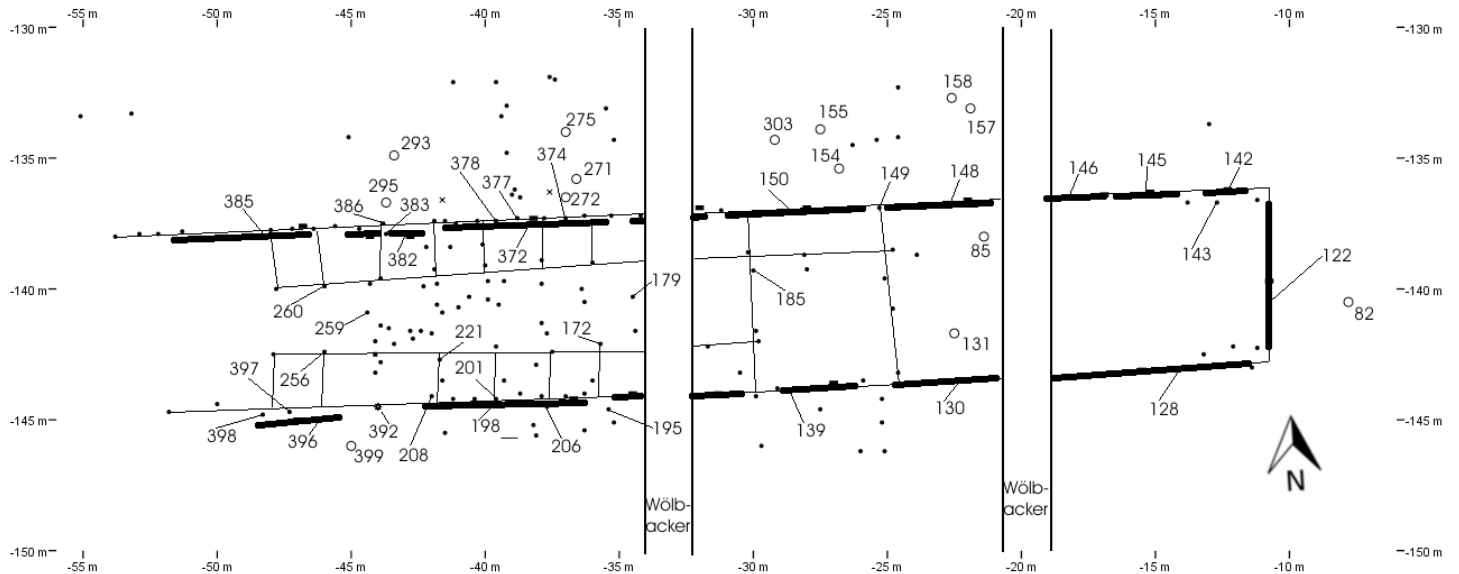 -55 m -50 m -45 m -40 m -35 m -30 m -25 m -20 m -15 m -10 m
-130 m -130 m
158
275 155
303 157
293 374
378 154
-135 m -135 m
271 146 145 142
295 377 150 149 148
385 386 383 272
382 372 85 143
122
-140 m 260 179 185 -140 m
82
259 221 172 131
256 201
397
-145 m -145 m
398 396 392 198 195 139 130 128
399 208 206
N
Wölb-
acker
Wölb-
acker
-150 m -150 m
-55 m -50 m -45 m -40 m -35 m -30 m -25 m -20 m -15 m -10 m